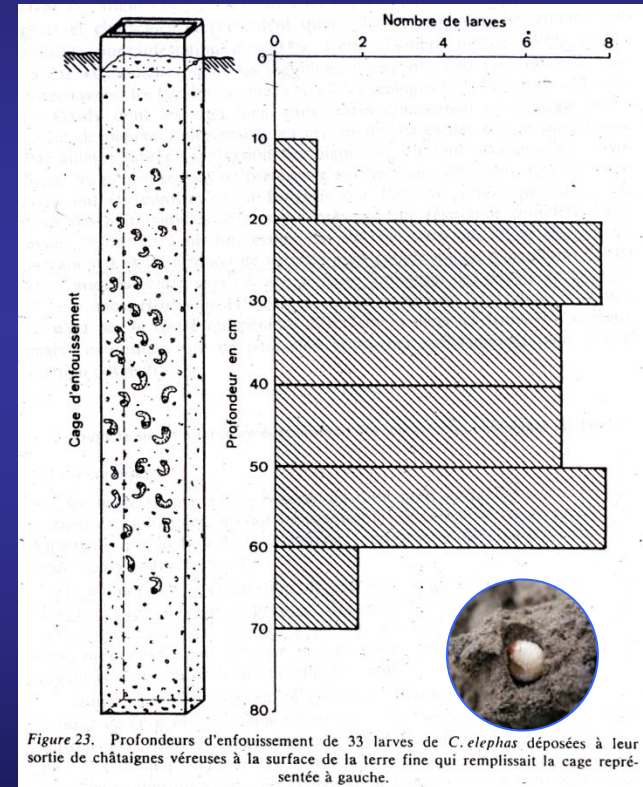 Nombre de larves
0 2 4 6 8
0
10
20
30
40
50
60
70
80
Cage d'enfouissement
Profondeur en cm
Figure 23. Profondeurs d'enfouissement de 33 larves de C. elephas déposées à leur
sortie de châtaignes véreuses à la surface de la terre fine qui remplissait la cage repré-
sentée à gauche.